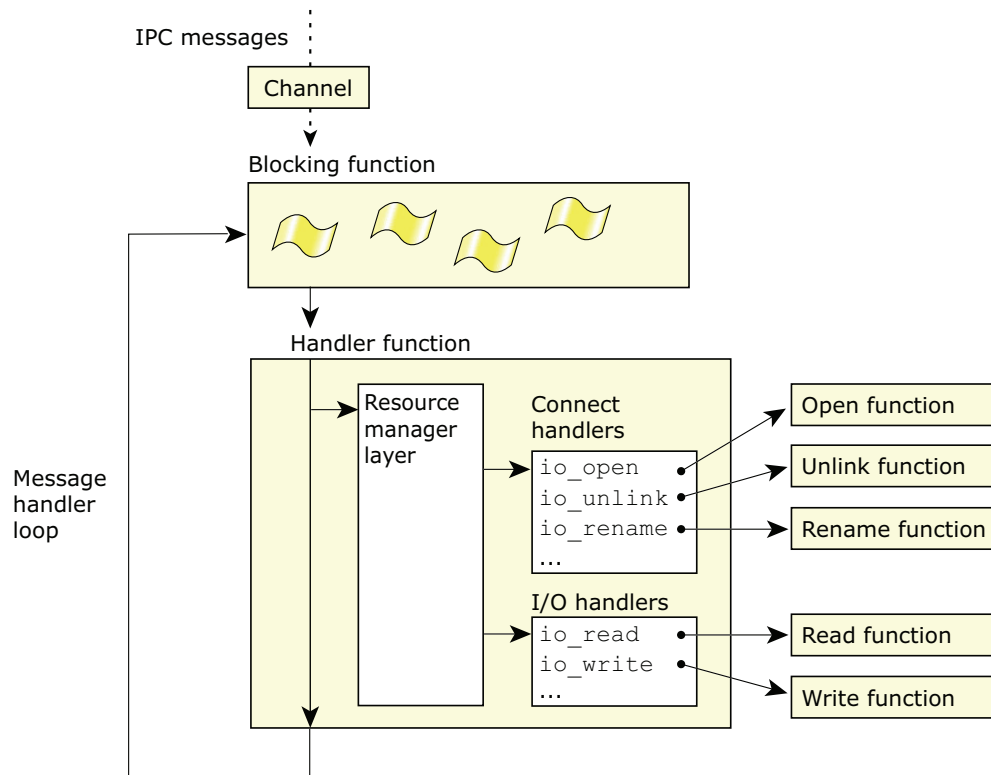 IPC messages
Channel
Blocking function
Handler function
Resource
manager
layer
Connect
handlers
io_open
io_unlink
io_rename
...
I/O handlers
io_read
io_write
...
Open function
Unlink function
Rename function
Read function
Write function
Message
handler
loop